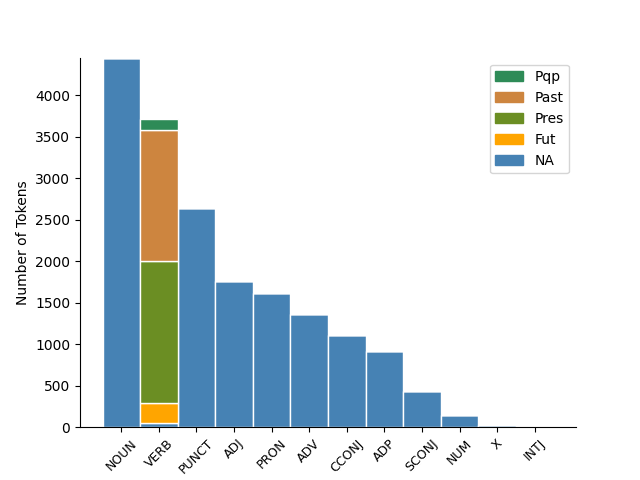 Pqp
Past
Pres
Fut
NA
Number of Tokens
4000
3500
3000
2500
2000
1500
1000
500
0
NOUN
VERB
PUNCT
ADJ
PRON
ADV
CCONJ
ADP
SCONJ
NUM
X
INTJ